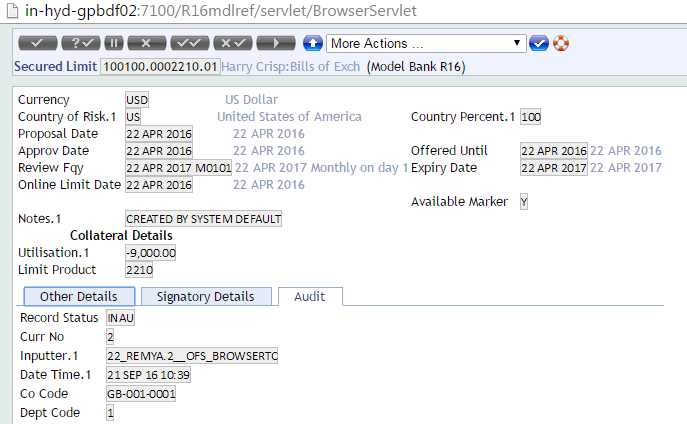 in-hyd-gpbdf02:7100/R16mdlref/servlet/BrowserServlet
More Actions ...
Secured Limit 100100.0002210.01 Harry Crisp:Bills of Exch (Model Bank R16)
Currency USD US Dollar
Country of Risk.1 US United States of America Country Percent.1 100
Proposal Date 22 APR 2016 22 APR 2016
Approv Date 22 APR 2016 22 APR 2016 Offered Until 22 APR 2016 22 APR 2016
Review Fqy 22 APR 2017 M0101 22 APR 2017 Monthly on day 1 Expiry Date 22 APR 2017 22 APR 2017
Online Limit Date 22 APR 2016 22 APR 2016
Available Marker Y
Notes.1 CREATED BY SYSTEM DEFAULT
Collateral Details
Utilisation.1 -9,000.00
Limit Product 2210
Other Details Signatory Details Audit
Record Status INAU
Curr No 2
Inputter.1 22_REMYA.2__OFS_BROWSERTC
Date Time.1 21 SEP 16 10:39
Co Code GB-001-0001
Dept Code 1